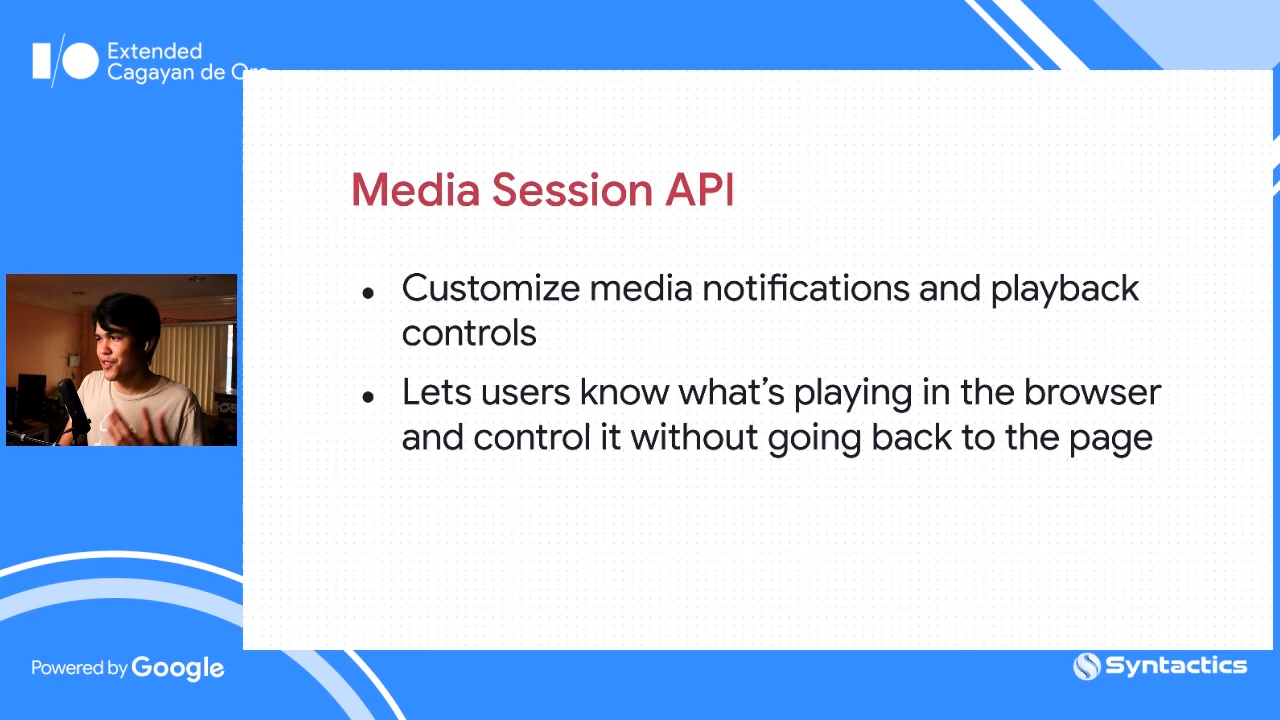 I/O Extended
Cagayan de Oro
Media Session API
● Customize media notifications and playback
controls
● Lets users know what's playing in the browser
and control it without going back to the page
Powered by Google
Syntactics